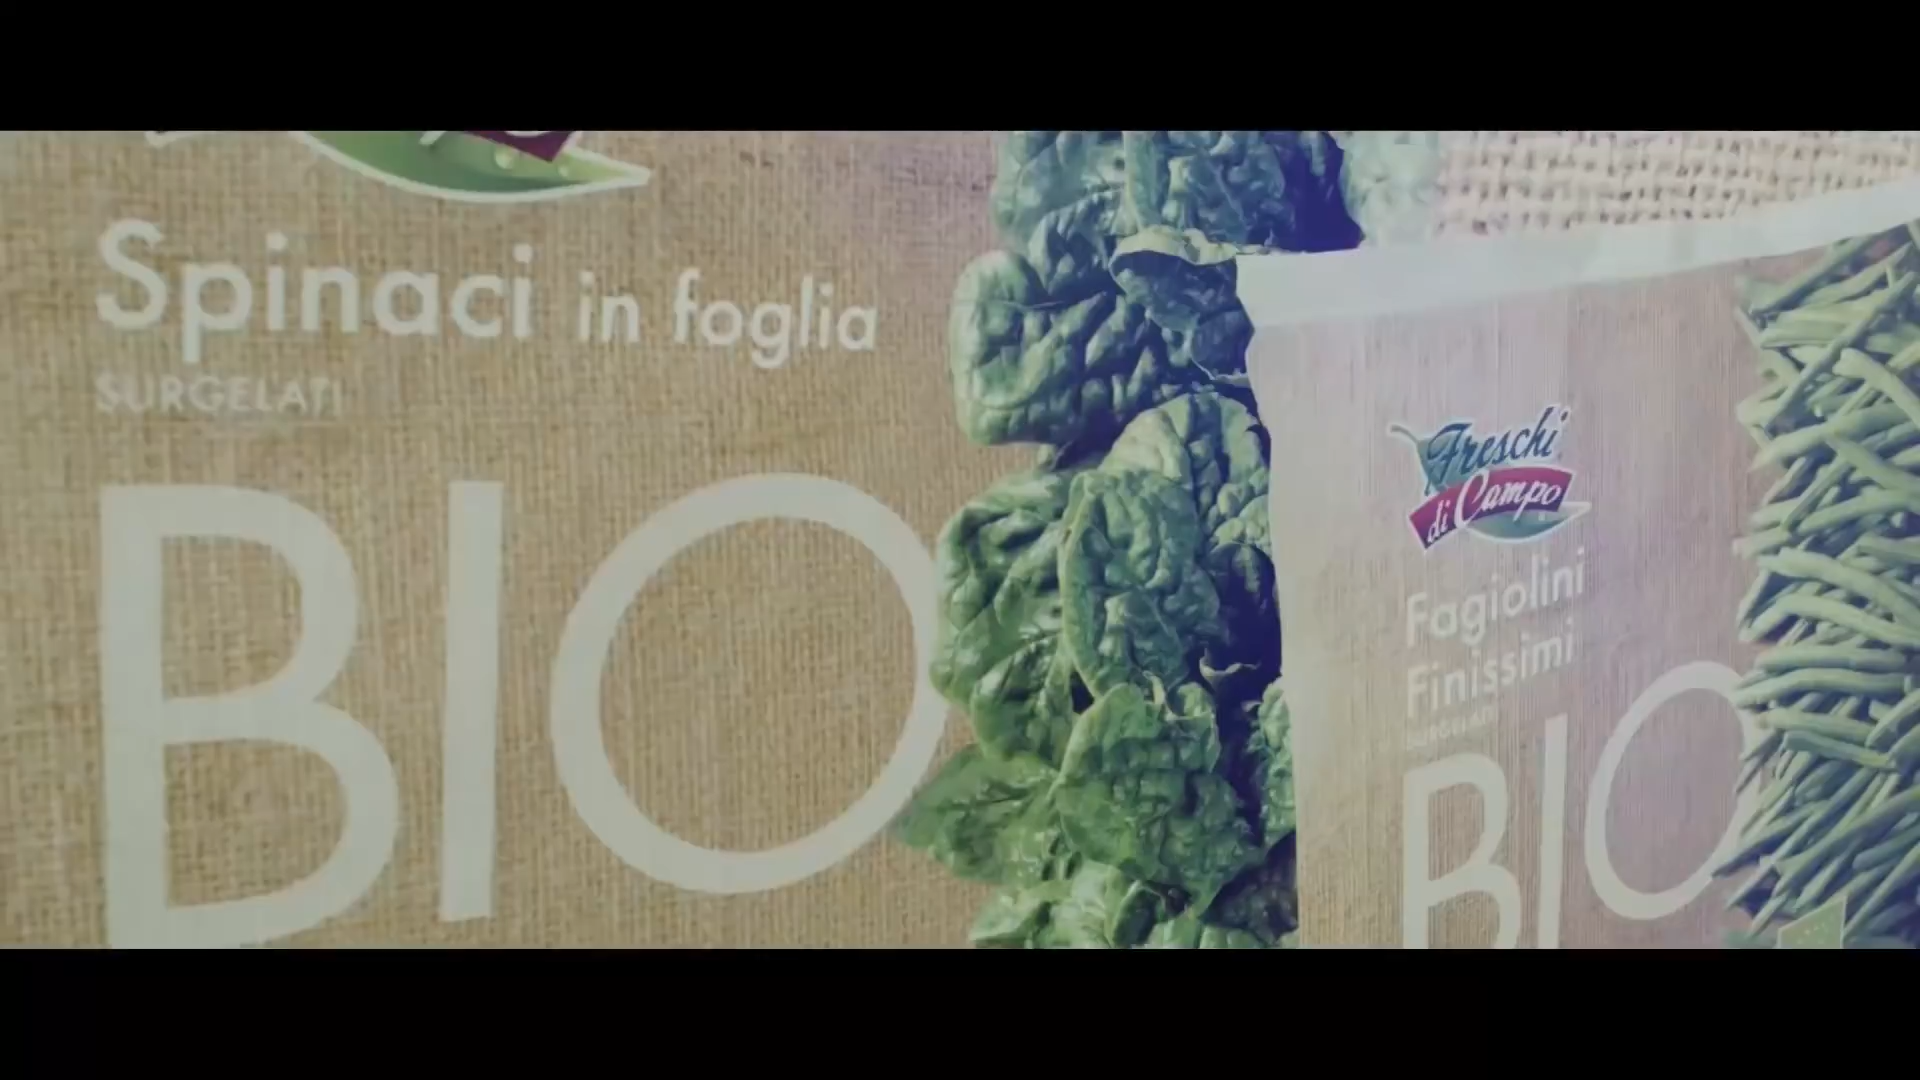 Spinaci in foglia
SURGELATI
BIO
Freschi
di Campo
Fagiolini
Finissimi
SURGELATI
BIO